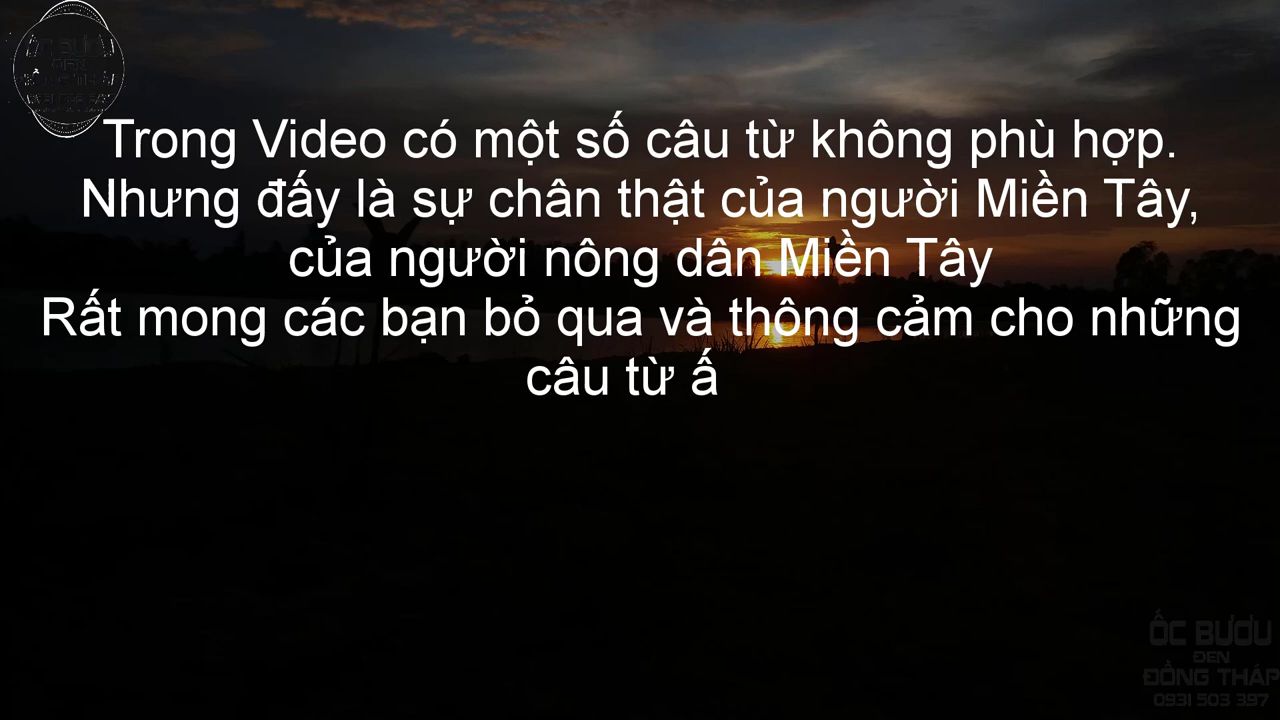 Trong Video có một số câu từ không phù hợp.
Nhưng đấy là sự chân thật của người Miền Tây,
của người nông dân Miền Tây
Rất mong các bạn bỏ qua và thông cảm cho những
câu từ ấ
ỐC BƯƠU
ĐEN
ĐỒNG THÁP
0931 503 397